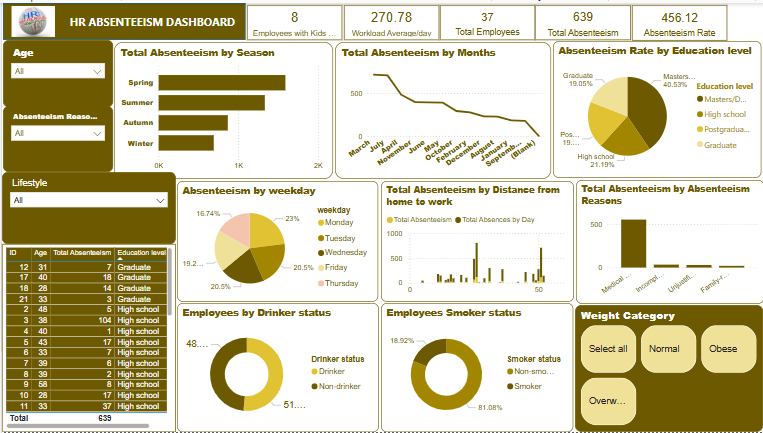 HR
HR ABSENTEEISM DASHBOARD
8
Employees with Kids ...
270.78
Workload Average/day
37
Total Employees
639
Total Absenteeism
456.12
Absenteeism Rate
Age
All
Absenteeism Reaso...
All
Total Absenteeism by Season
Spring
Summer
Autumn
Winter
0K
1K
2K
Total Absenteeism by Months
500
0
March
July
April
November
June
May
October
February
December
August
January
Septemb...
(Blank)
Absenteeism Rate by Education level
Graduate
19.05%
Masters...
40.53%
Pos...
19....
High school
21.19%
Education level
Masters/D...
High school
Postgradua...
Graduate
Lifestyle
All
Absenteeism by weekday
16.74%
23%
19.2...
20.5%
20.5%
weekday
Monday
Tuesday
Wednesday
Friday
Thursday
Total Absenteeism by Distance from
home to work
Total Absenteeism Total Absences by Day
1000
500
0
0
50
Total Absenteeism by Absenteeism
Reasons
500
0
Medical ...
Incompl...
Unjustifi...
Family-r...
ID Age Total Absenteeism Education level
12 31 7 Graduate
17 40 18 Graduate
18 28 14 Graduate
21 33 3 Graduate
2 48 5 High school
3 38 104 High school
4 40 1 High school
5 43 17 High school
6 33 7 High school
7 39 6 High school
8 39 2 High school
9 58 8 High school
10 28 17 High school
11 33 37 High school
Total 639
Employees by Drinker status
48....
51....
Drinker status
Drinker
Non-drinker
Employees Smoker status
18.92%
81.08%
Smoker status
Non-smo...
Smoker
Weight Category
Select all
Normal
Obese
Overw...